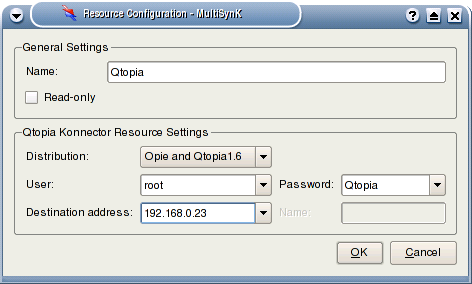 Resource Configuration - MultiSynK
General Settings
Name: Qtopia
Read-only
Qtopia Konnector Resource Settings
Distribution: Opie and Qtopia1.6
User: root Password: Qtopia
Destination address: 192.168.0.23 Name:
OK Cancel